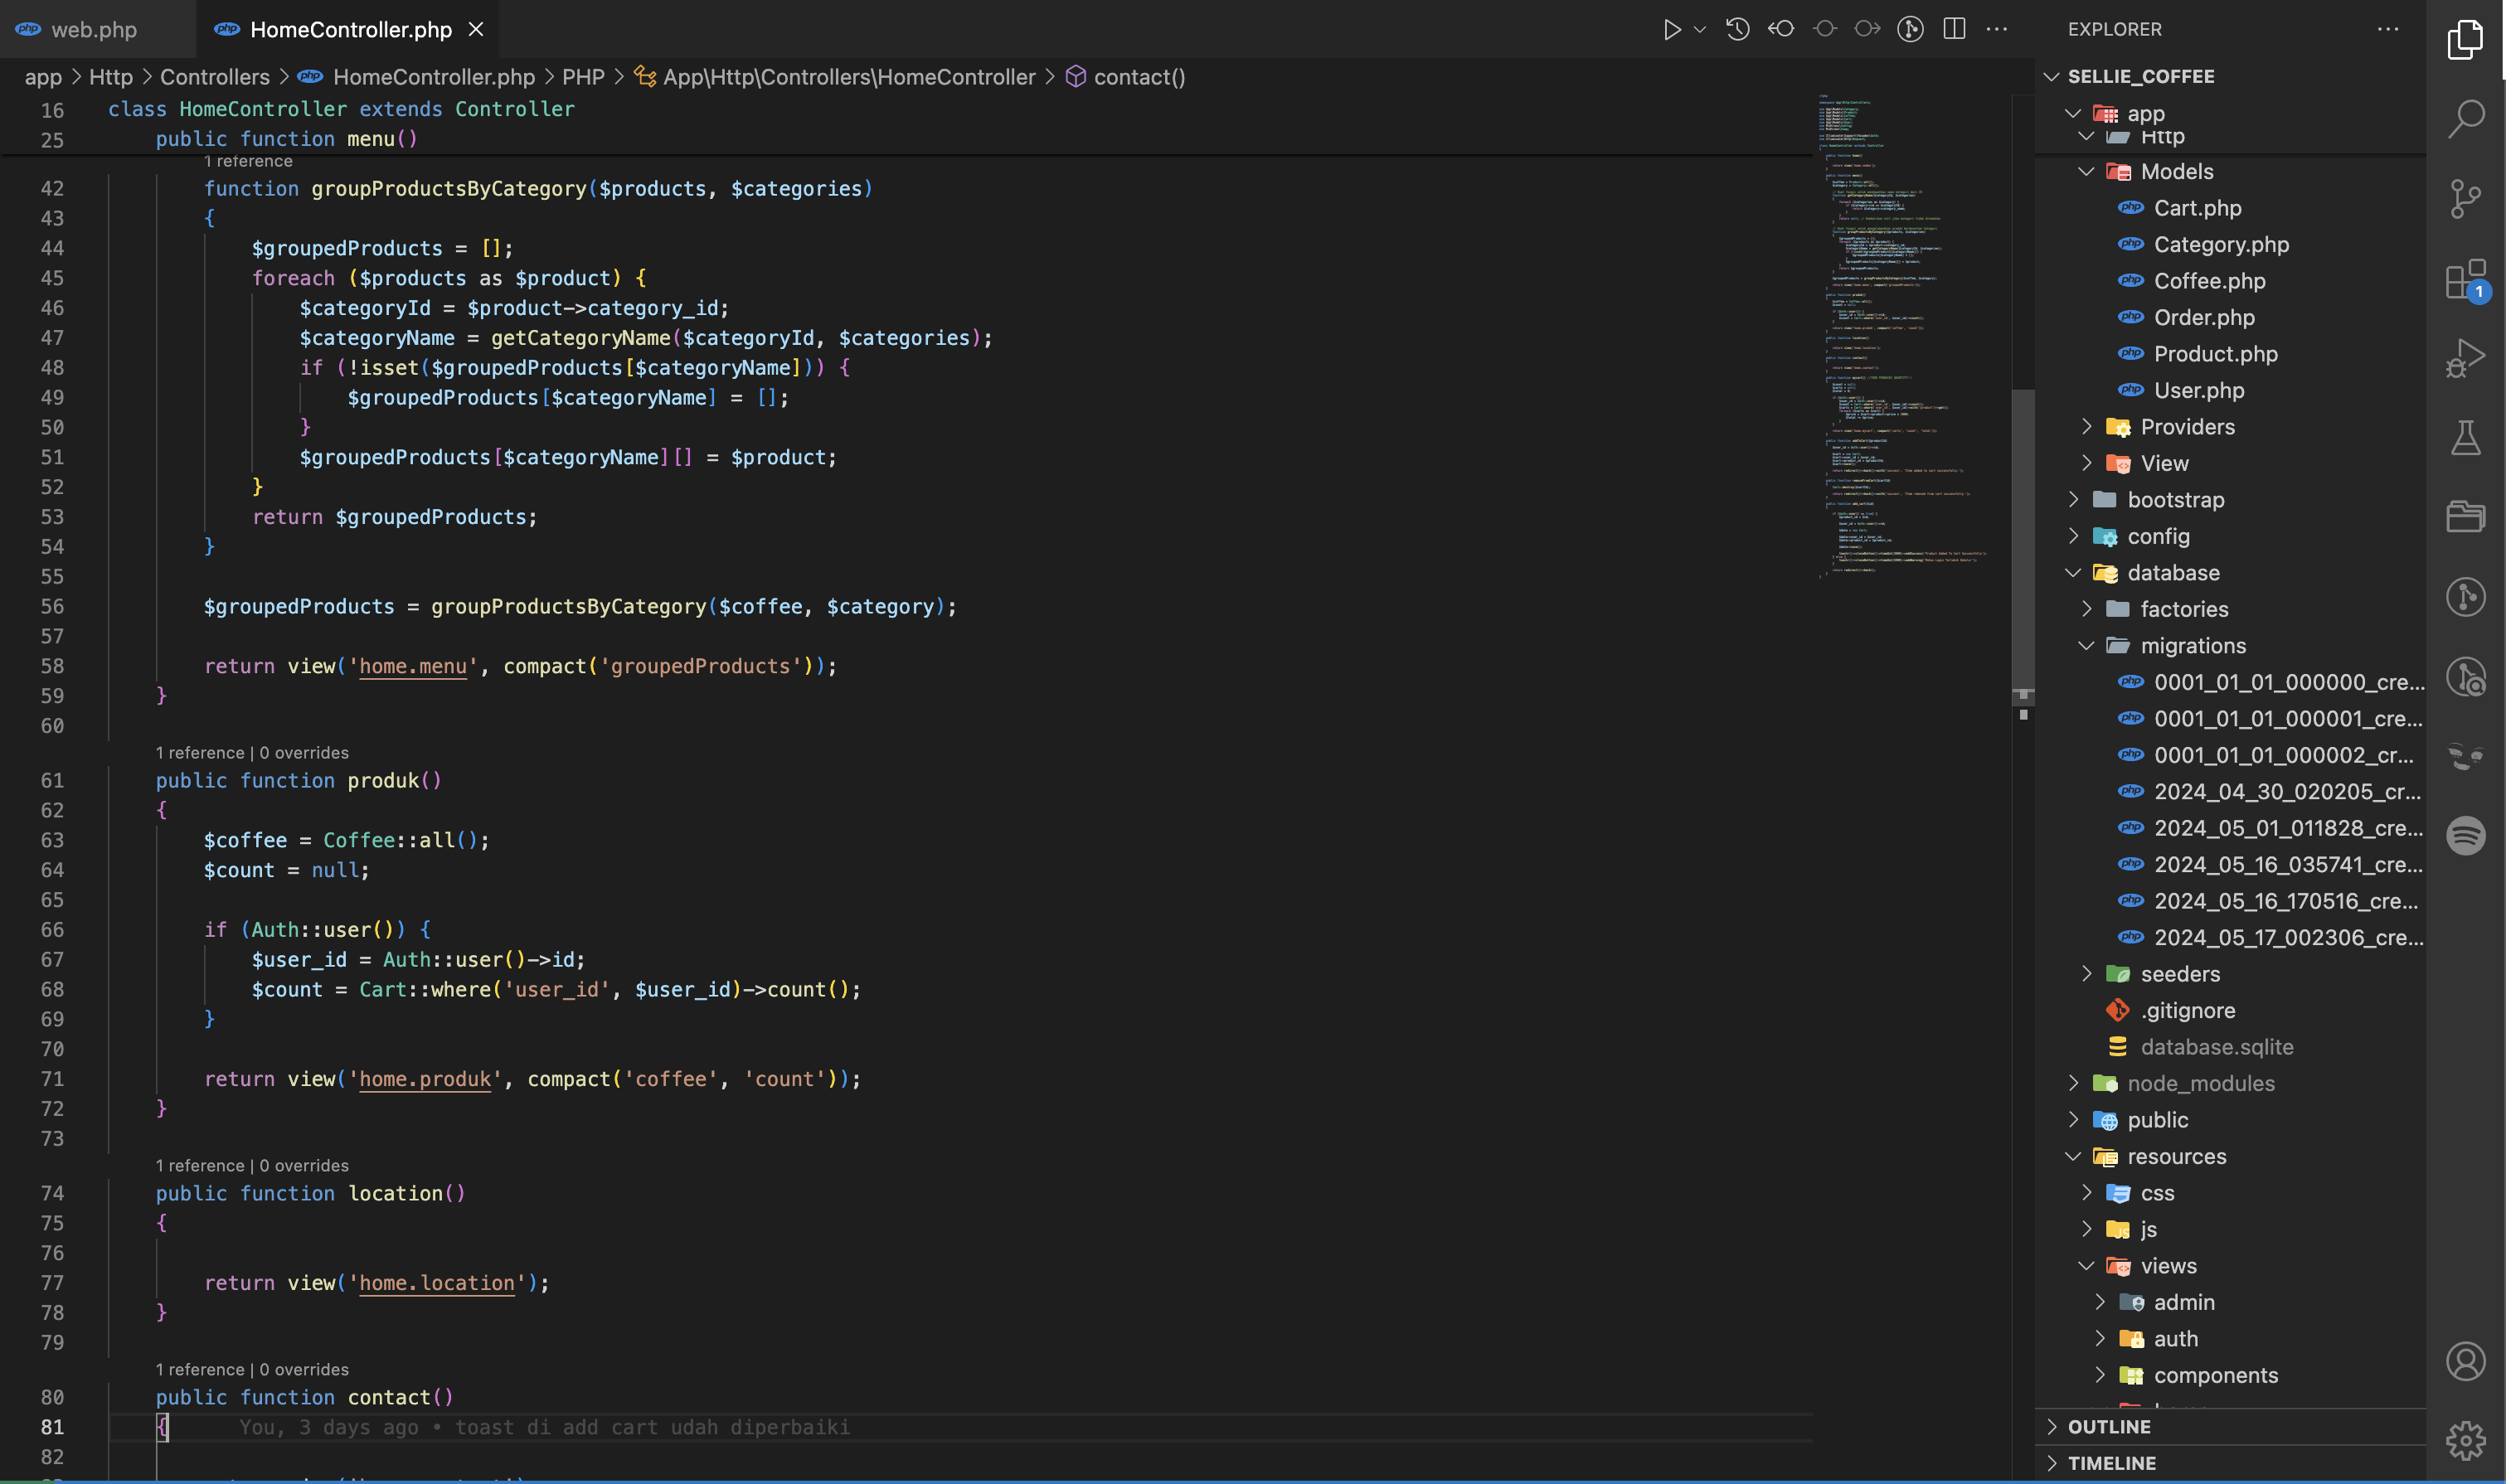 web.php
HomeController.php
EXPLORER
app > Http > Controllers > HomeController.php > PHP > App\Http\Controllers\HomeController > contact()
SELLIE_COFFEE
16 class HomeController extends Controller
25 public function menu()
1 reference
42 function groupProductsByCategory($products, $categories)
43 {
44 $groupedProducts = [];
45 foreach ($products as $product) {
46 $categoryId = $product->category_id;
47 $categoryName = getCategoryName($categoryId, $categories);
48 if (!isset($groupedProducts[$categoryName])) {
49 $groupedProducts[$categoryName] = [];
50 }
51 $groupedProducts[$categoryName][] = $product;
52 }
53 return $groupedProducts;
54 }
55
56 $groupedProducts = groupProductsByCategory($coffee, $category);
57
58 return view('home.menu', compact('groupedProducts'));
59 }
60
1 reference | 0 overrides
61 public function produk()
62 {
63 $coffee = Coffee::all();
64 $count = null;
65
66 if (Auth::user()) {
67 $user_id = Auth::user()->id;
68 $count = Cart::where('user_id', $user_id)->count();
69 }
70
71 return view('home.produk', compact('coffee', 'count'));
72 }
73
1 reference | 0 overrides
74 public function location()
75 {
76
77 return view('home.location');
78 }
79
1 reference | 0 overrides
80 public function contact()
81 { You, 3 days ago • toast di add cart udah diperbaiki
82
app
Http
Models
Cart.php
Category.php
Coffee.php
Order.php
Product.php
User.php
Providers
View
bootstrap
config
database
factories
migrations
0001_01_01_000000_cre...
0001_01_01_000001_cre...
0001_01_01_000002_cr...
2024_04_30_020205_cr...
2024_05_01_011828_cre...
2024_05_16_035741_cre...
2024_05_16_170516_cre...
2024_05_17_002306_cre...
seeders
.gitignore
database.sqlite
node_modules
public
resources
css
js
views
admin
auth
components
OUTLINE
TIMELINE
1